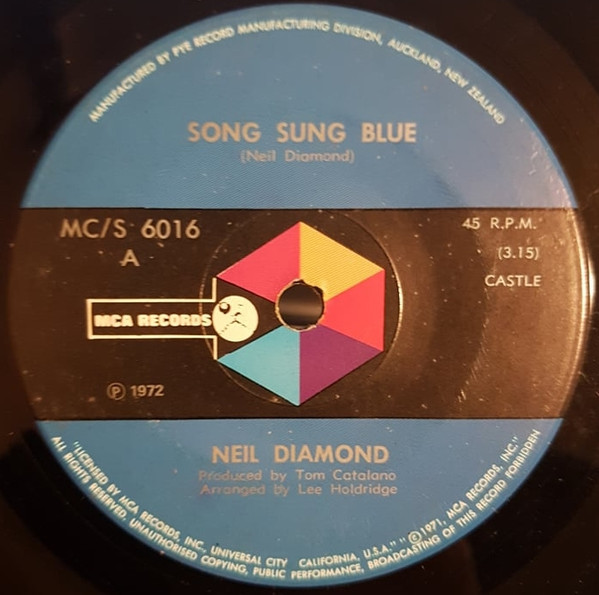 MANUFACTURED BY PYE RECORD MANUFACTURING DIVISION, AUCKLAND, NEW ZEALAND
SONG SUNG BLUE
(Neil Diamond)
MC/S 6016
45 R.P.M.
A
(3.15)
CASTLE
MCA RECORDS
Ⓟ 1972
NEIL DIAMOND
Produced by Tom Catalano
Arranged by Lee Holdridge
"LICENSED BY MCA RECORDS, INC., UNIVERSAL CITY CALIFORNIA, U.S.A." "©1971, MCA RECORDS, INC."
ALL RIGHTS RESERVED, UNAUTHORISED COPYING, PUBLIC PERFORMANCE, BROADCASTING OF THIS RECORD FORBIDDEN